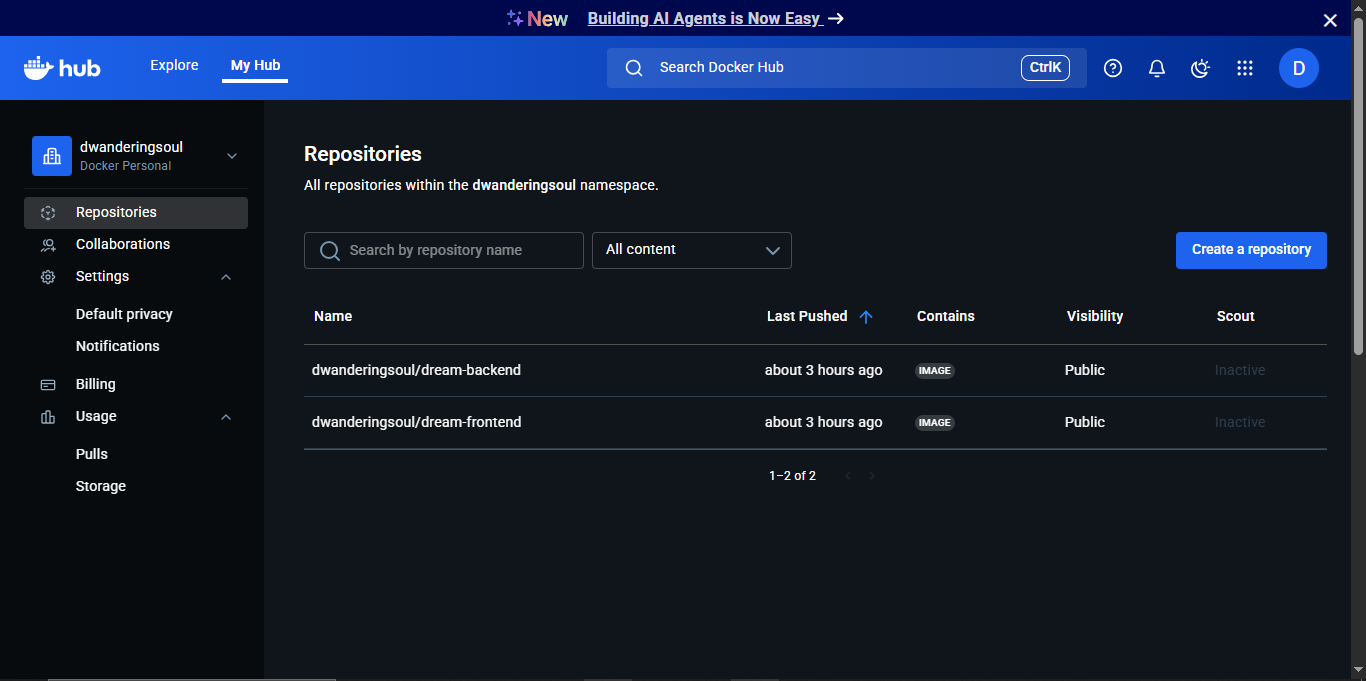 New Building AI Agents is Now Easy →
hub Explore My Hub Search Docker Hub CtrlK D
dwanderingsoul
Docker Personal
Repositories
Collaborations
Settings
Default privacy
Notifications
Billing
Usage
Pulls
Storage
Repositories
All repositories within the dwanderingsoul namespace.
Search by repository name All content Create a repository
Name Last Pushed Contains Visibility Scout
dwanderingsoul/dream-backend about 3 hours ago IMAGE Public Inactive
dwanderingsoul/dream-frontend about 3 hours ago IMAGE Public Inactive
1–2 of 2